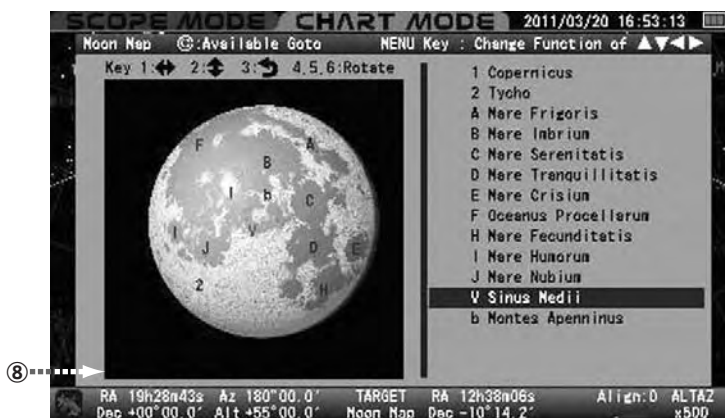 SCOPE MODE CHART MODE 2011/03/20 16:53:13
Moon Map Ⓒ:Available Goto MENU Key : Change Function of ▲▼◀▶
Key 1:↔ 2:↕ 3:⮌ 4,5,6:Rotate
1 Copernicus
2 Tycho
A Mare Frigoris
B Mare Imbrium
C Mare Serenitatis
D Mare Tranquillitatis
E Mare Crisium
F Oceanus Procellarum
H Mare Fecunditatis
I Mare Humorum
J Mare Nubium
V Sinus Medii
b Montes Apenninus
F
A
B
1
b
C
V
I
J
D
E
2
H
⑧
RA 19h28m43s Az 180°00.0' TARGET RA 12h38m06s Align:0 ALTAZ
Dec +00°00.0' Alt +55°00.0' Moon Map Dec -10°14.2' x500